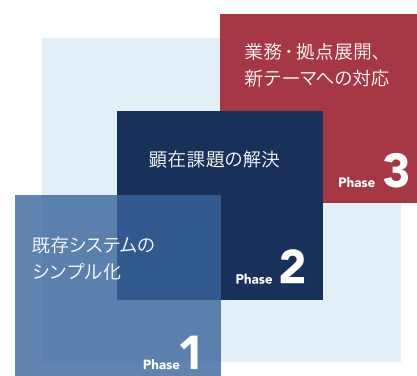 業務・拠点展開、
新テーマへの対応
Phase 3
顕在課題の解決
Phase 2
既存システムの
シンプル化
Phase 1